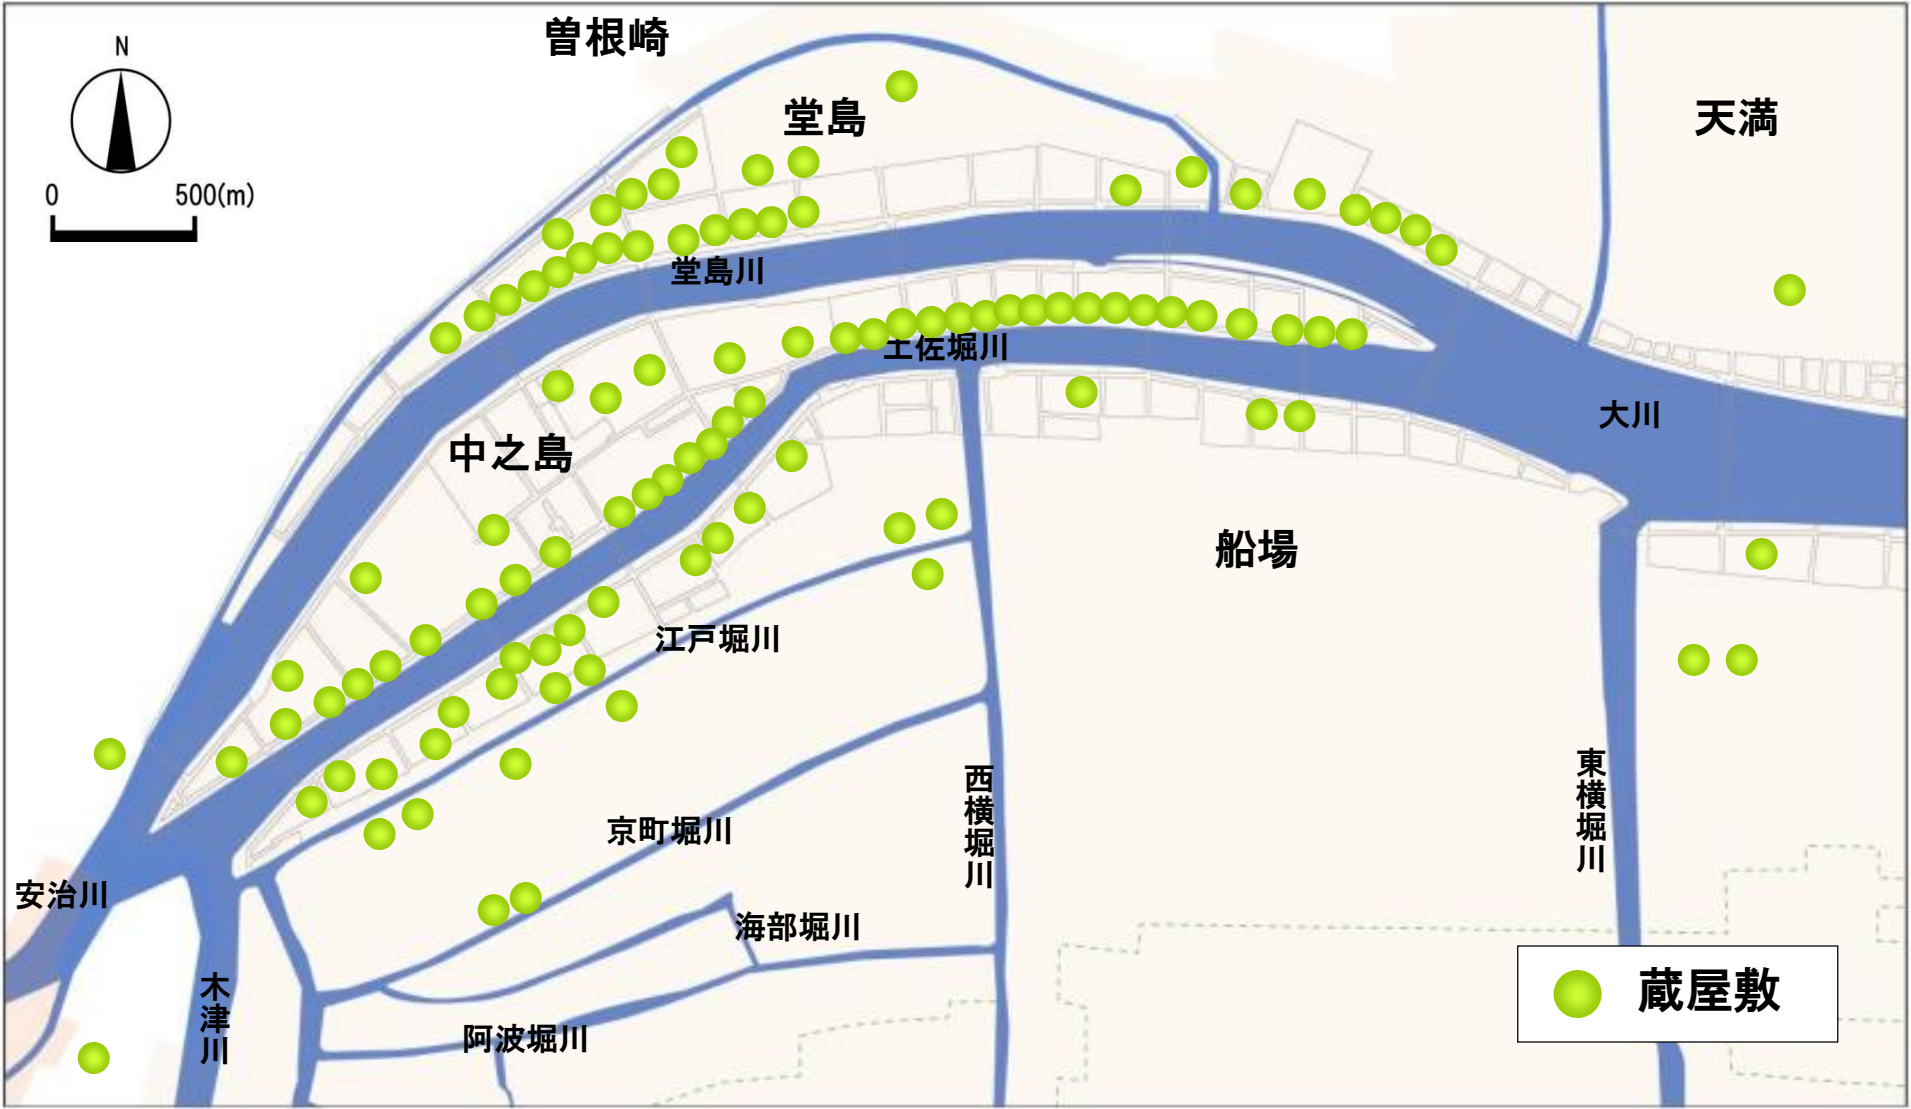 曽根崎
N
堂島
天満
0 500(m)
堂島川
土佐堀川
大川
中之島
船場
江戸堀川
西横堀川
東横堀川
京町堀川
安治川
海部堀川
木津川
蔵屋敷
阿波堀川